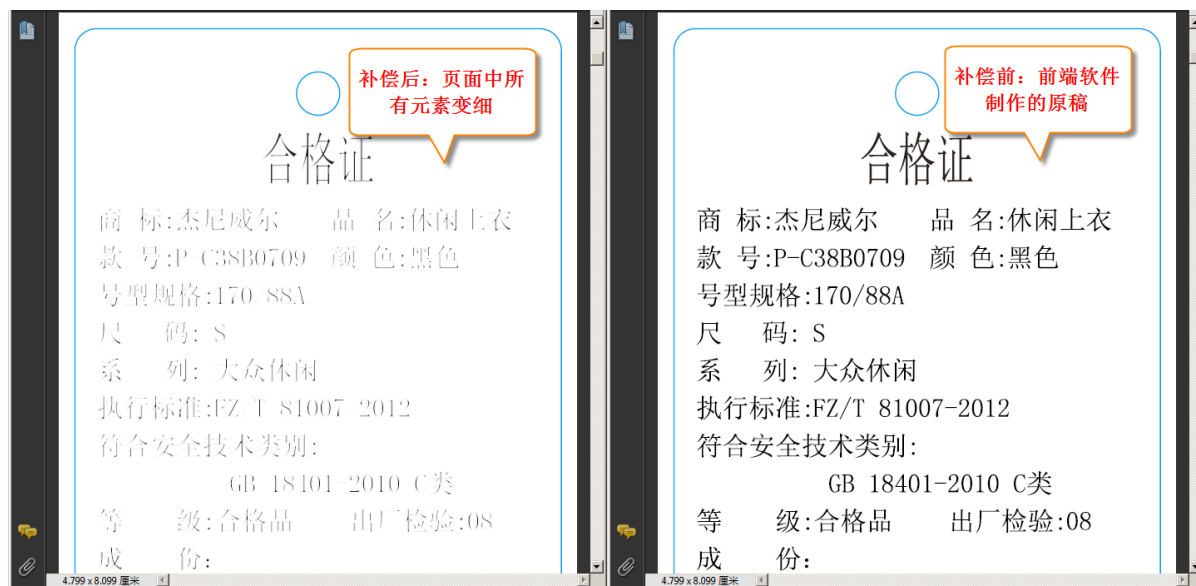 补偿后：页面中所
有元素变细
合格证
商 标:杰尼威尔 品 名:休闲上衣
款 号:P-C38B0709 颜 色:黑色
号型规格:170/88A
尺 码: S
系 列: 大众休闲
执行标准:FZ/T 81007-2012
符合安全技术类别:
GB 18401-2010 C类
等 级:合格品 出厂检验:08
成 份:
4.799 x 8.099 厘米
补偿前：前端软件
制作的原稿
合格证
商 标:杰尼威尔 品 名:休闲上衣
款 号:P-C38B0709 颜 色:黑色
号型规格:170/88A
尺 码: S
系 列: 大众休闲
执行标准:FZ/T 81007-2012
符合安全技术类别:
GB 18401-2010 C类
等 级:合格品 出厂检验:08
成 份:
4.799 x 8.099 厘米